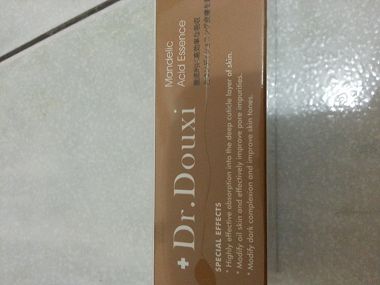 Mandelic
Acid Essence
Dr.Douxi
SPECIAL EFFECTS
* Highly effective absorption into the deep cuticle layer of skin.
* Modify oil skin and effectively improve pore impurities.
* Modify dark complexion and improve skin tones.